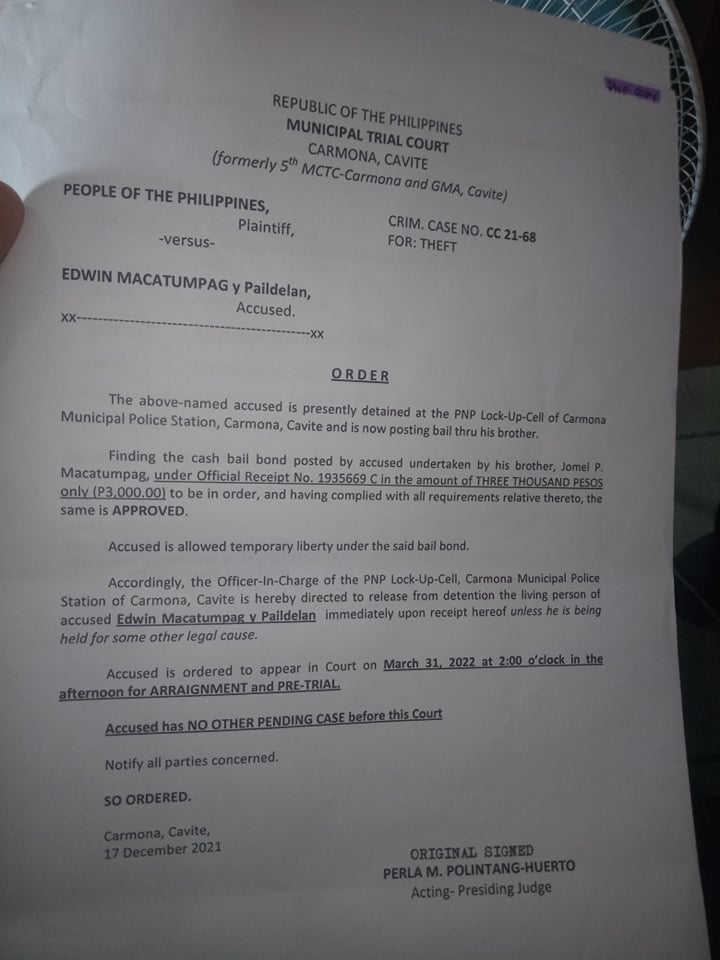 REPUBLIC OF THE PHILIPPINES
MUNICIPAL TRIAL COURT
CARMONA, CAVITE
(formerly 5th MCTC-Carmona and GMA, Cavite)
PEOPLE OF THE PHILIPPINES,
Plaintiff,
-versus-
CRIM. CASE NO. CC 21-68
FOR: THEFT
EDWIN MACATUMPAG y Paildelan,
Accused.
xx--------------------------------------------xx
ORDER
The above-named accused is presently detained at the PNP Lock-Up-Cell of Carmona
Municipal Police Station, Carmona, Cavite and is now posting bail thru his brother.
Finding the cash bail bond posted by accused undertaken by his brother, Jomel P.
Macatumpag, under Official Receipt No. 1935669 C in the amount of THREE THOUSAND PESOS
only (P3,000.00) to be in order, and having complied with all requirements relative thereto, the
same is APPROVED.
Accused is allowed temporary liberty under the said bail bond.
Accordingly, the Officer-In-Charge of the PNP Lock-Up-Cell, Carmona Municipal Police
Station of Carmona, Cavite is hereby directed to release from detention the living person of
accused Edwin Macatumpag y Paildelan immediately upon receipt hereof unless he is being
held for some other legal cause.
Accused is ordered to appear in Court on March 31, 2022 at 2:00 o'clock in the
afternoon for ARRAIGNMENT and PRE-TRIAL.
Accused has NO OTHER PENDING CASE before this Court
Notify all parties concerned.
SO ORDERED.
Carmona, Cavite,
17 December 2021
ORIGINAL SIGNED
PERLA M. POLINTANG-HUERTO
Acting- Presiding Judge